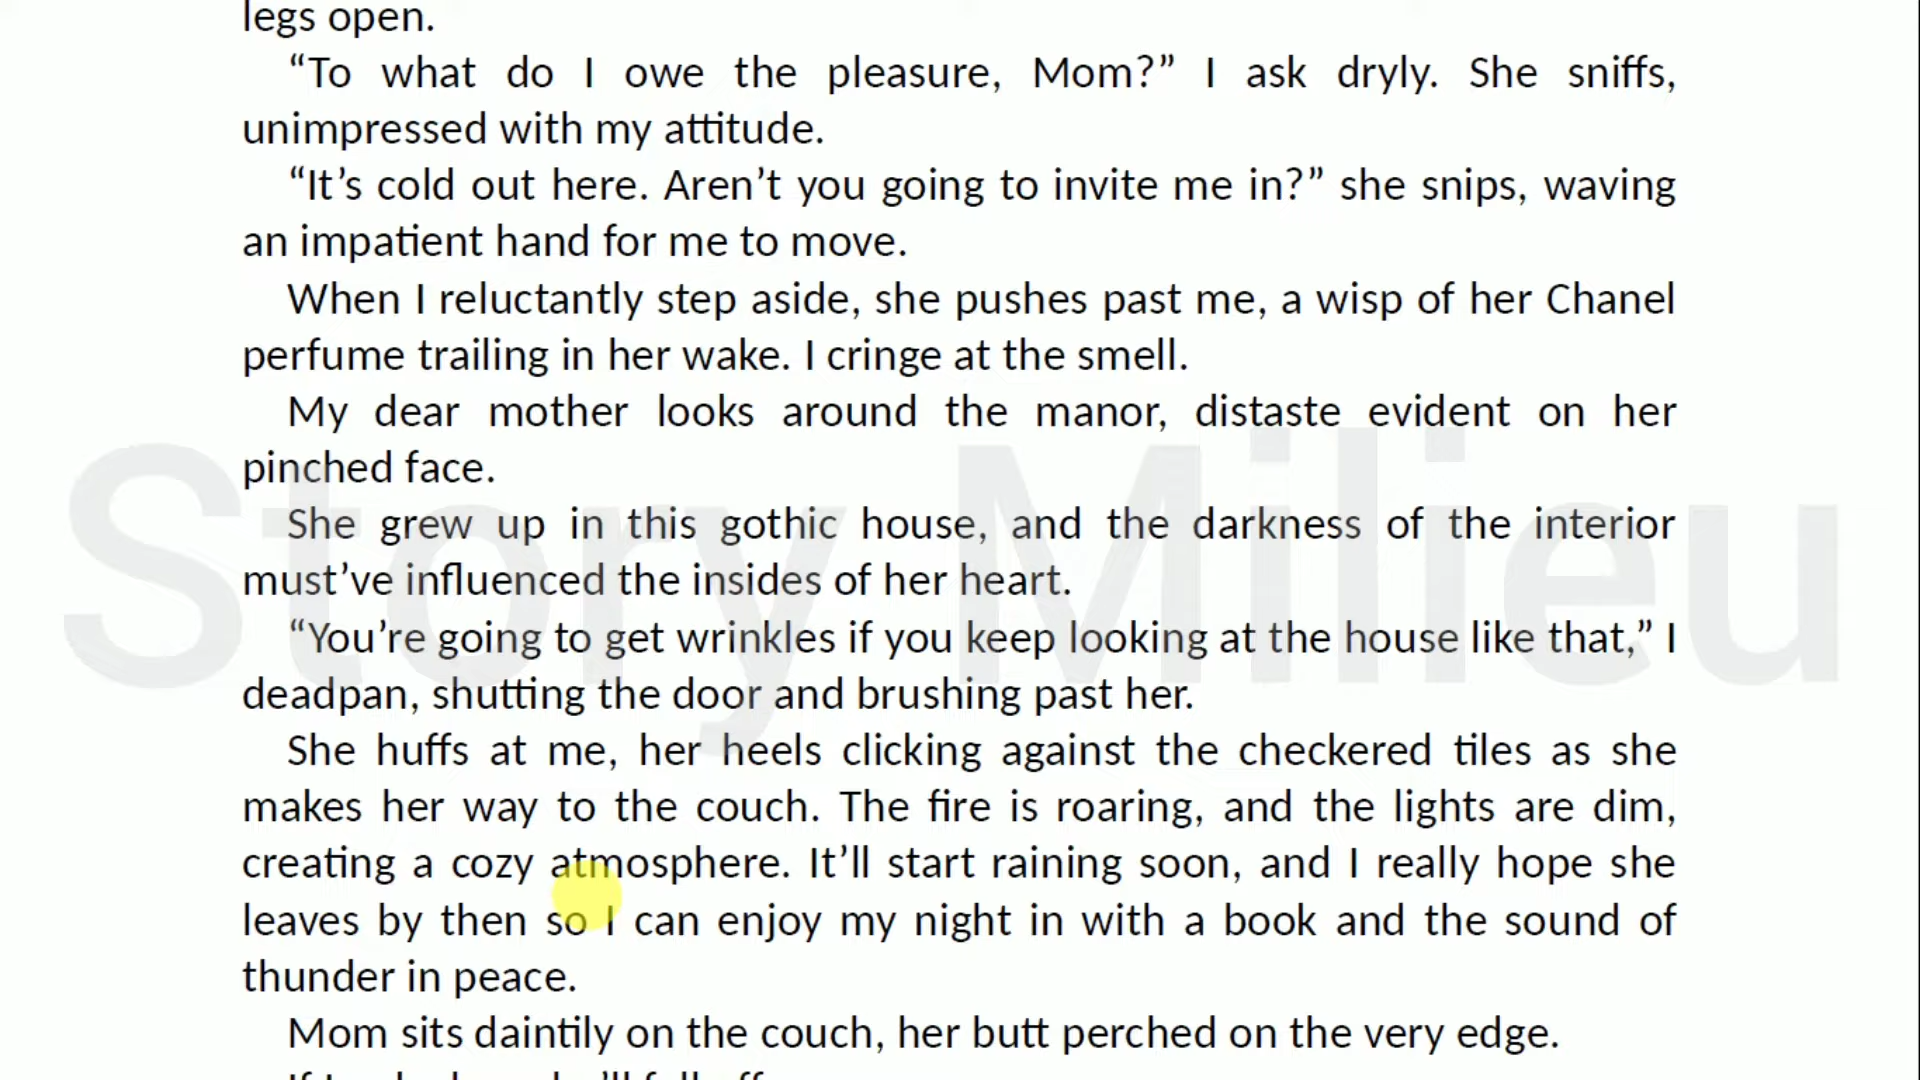 legs open.
“To what do I owe the pleasure, Mom?” I ask dryly. She sniffs,
unimpressed with my attitude.
“It’s cold out here. Aren’t you going to invite me in?” she snips, waving
an impatient hand for me to move.
When I reluctantly step aside, she pushes past me, a wisp of her Chanel
perfume trailing in her wake. I cringe at the smell.
My dear mother looks around the manor, distaste evident on her
pinched face.
She grew up in this gothic house, and the darkness of the interior
must’ve influenced the insides of her heart.
“You’re going to get wrinkles if you keep looking at the house like that,” I
deadpan, shutting the door and brushing past her.
She huffs at me, her heels clicking against the checkered tiles as she
makes her way to the couch. The fire is roaring, and the lights are dim,
creating a cozy atmosphere. It’ll start raining soon, and I really hope she
leaves by then so I can enjoy my night in with a book and the sound of
thunder in peace.
Mom sits daintily on the couch, her butt perched on the very edge.
Story Milieu